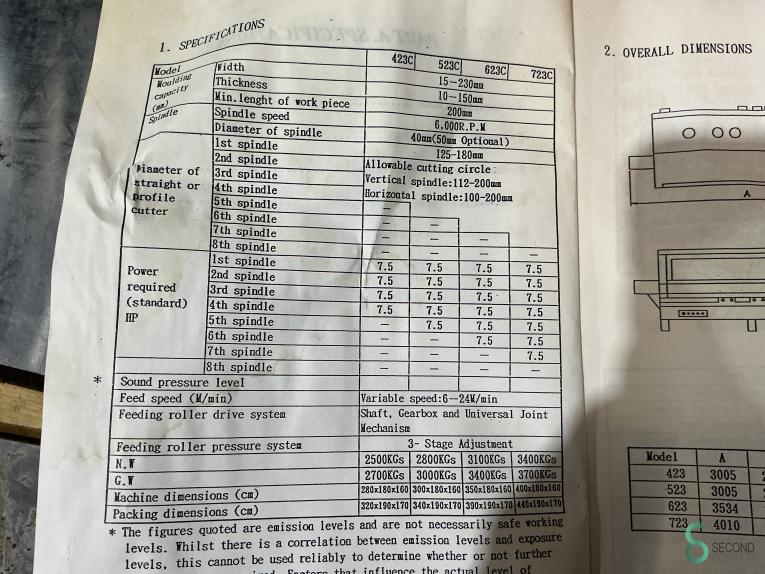 1. SPECIFICATIONS
Model 423C 523C 623C 723C
Moulding capacity (mm) Width 15-230mm
Thickness 10-150mm
Min.lenght of work piece 200mm
Spindle Spindle speed 6,000R.P.M
Diameter of spindle 40mm(50mm Optional)
Diameter of straight or profile cutter 1st spindle 125-180mm
2nd spindle Allowable cutting circle:
3rd spindle Vertical spindle:112-200mm
4th spindle Horizontal spindle:100-200mm
5th spindle —
6th spindle — —
7th spindle — — —
8th spindle — — — —
Power required (standard) HP 1st spindle 7.5 7.5 7.5 7.5
2nd spindle 7.5 7.5 7.5 7.5
3rd spindle 7.5 7.5 7.5 7.5
4th spindle 7.5 7.5 7.5 7.5
5th spindle — 7.5 7.5 7.5
6th spindle — — 7.5 7.5
7th spindle — — — 7.5
8th spindle — — — —
* Sound pressure level
Feed speed (M/min) Variable speed:6—24M/min
Feeding roller drive system Shaft, Gearbox and Universal Joint
Mechanism
Feeding roller pressure system 3- Stage Adjustment
N.W 2500KGs 2800KGs 3100KGs 3400KGs
G.W 2700KGs 3000KGs 3400KGs 3700KGs
Machine dimensions (cm) 280x180x160 300x180x160 350x180x160 400x180x160
Packing dimensions (cm) 320x190x170 340x190x170 390x190x170 440x190x170
* The figures quoted are emission levels and are not necessarily safe working
levels. Whilst there is a correlation between emission levels and exposure
levels, this cannot be used reliably to determine whether or not further
Factors that influence the actual level of
2. OVERALL DIMENSIONS
A
Model A
423 3005
523 3005
623 3534
723 4010
SECOND